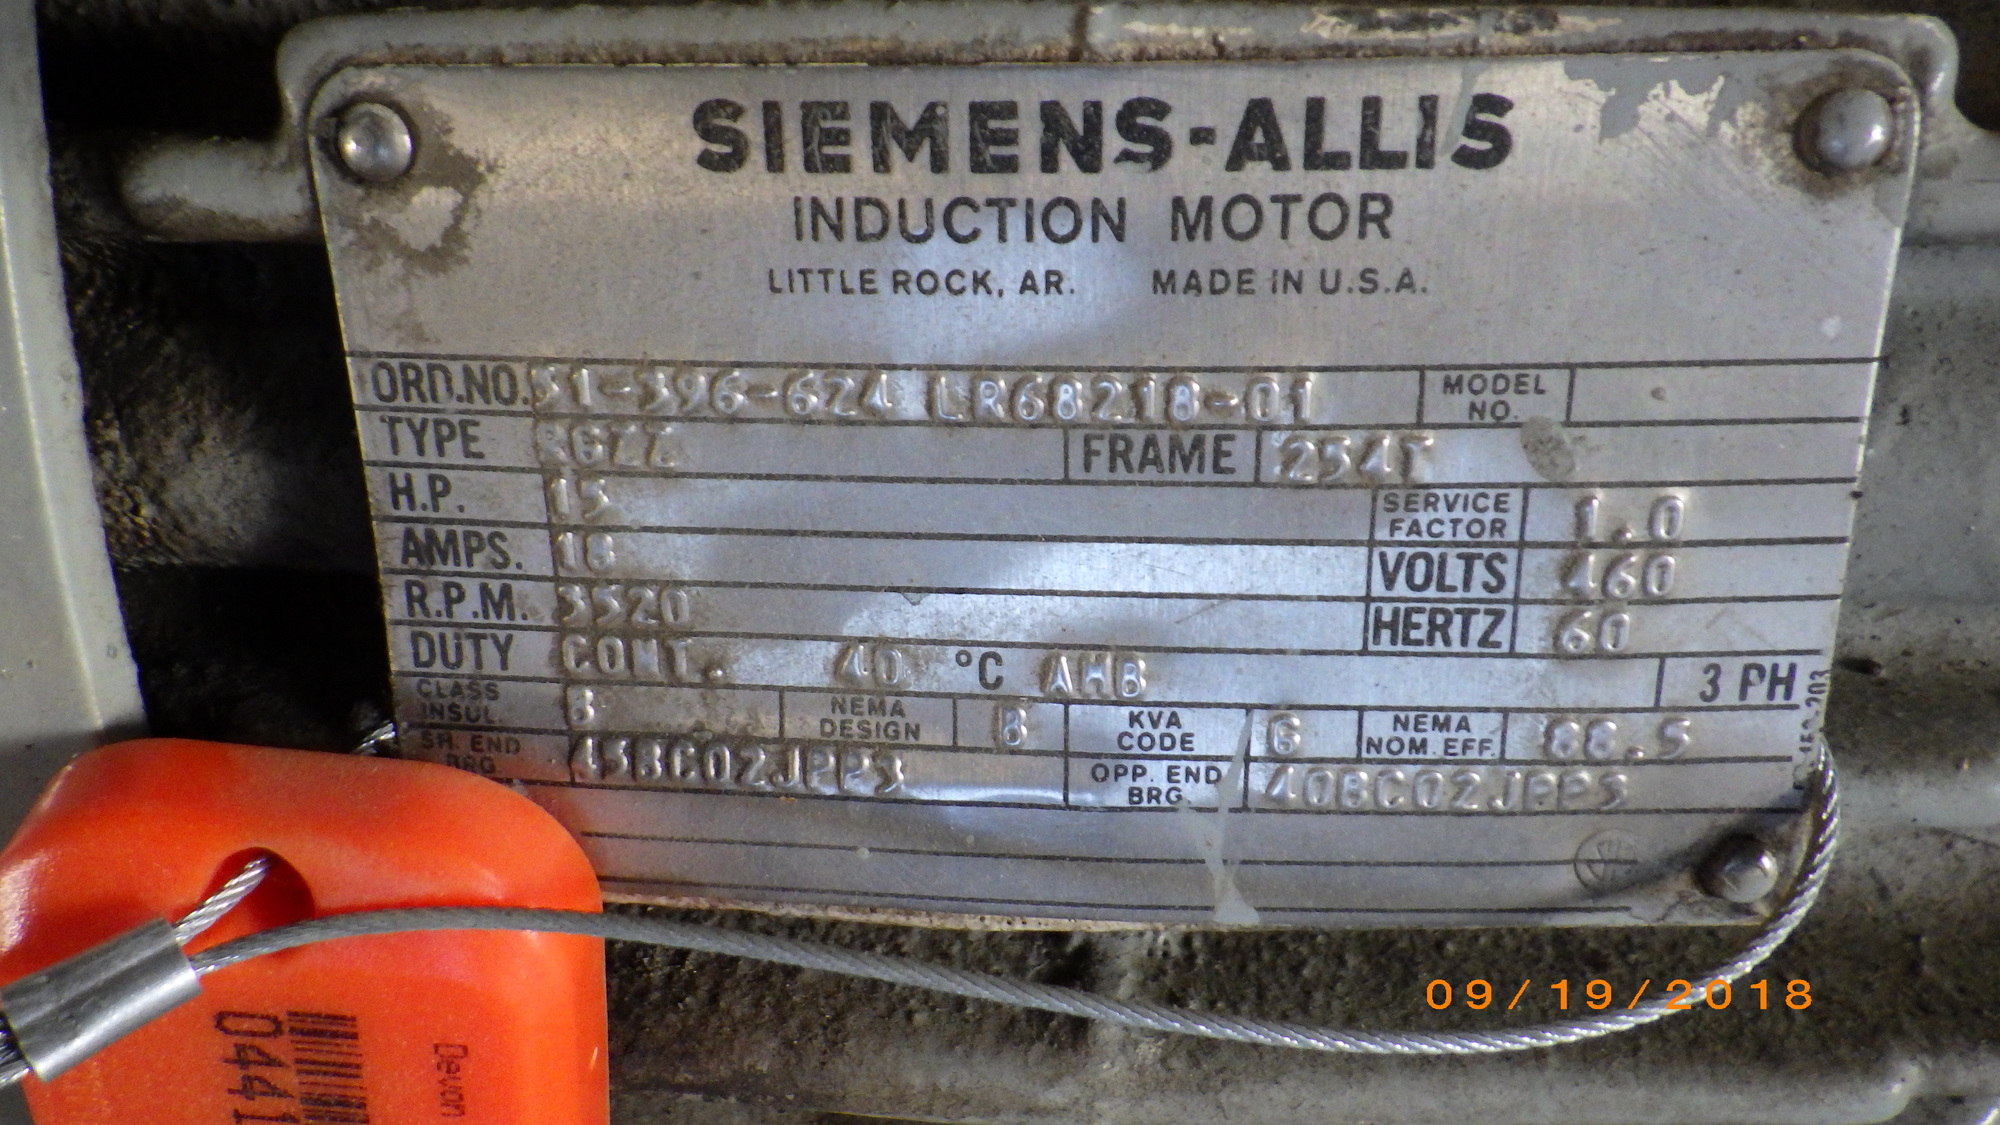 SIEMENS-ALLIS
INDUCTION MOTOR
LITTLE ROCK, AR. MADE IN U.S.A.
ORD.NO. 51-396-624 LR68218-01 MODEL NO.
TYPE RGZZ FRAME 254T
H.P. 15 SERVICE FACTOR 1.0
AMPS. 18 VOLTS 460
R.P.M. 3520 HERTZ 60
DUTY CONT. 40 °C AMB 3 PH
CLASS INSUL. B NEMA DESIGN B KVA CODE G NEMA NOM. EFF. 88.5
SH. END BRG. 45BC02JPP3 OPP. END BRG. 40BC02JPP3
0441
Devon
09/19/2018